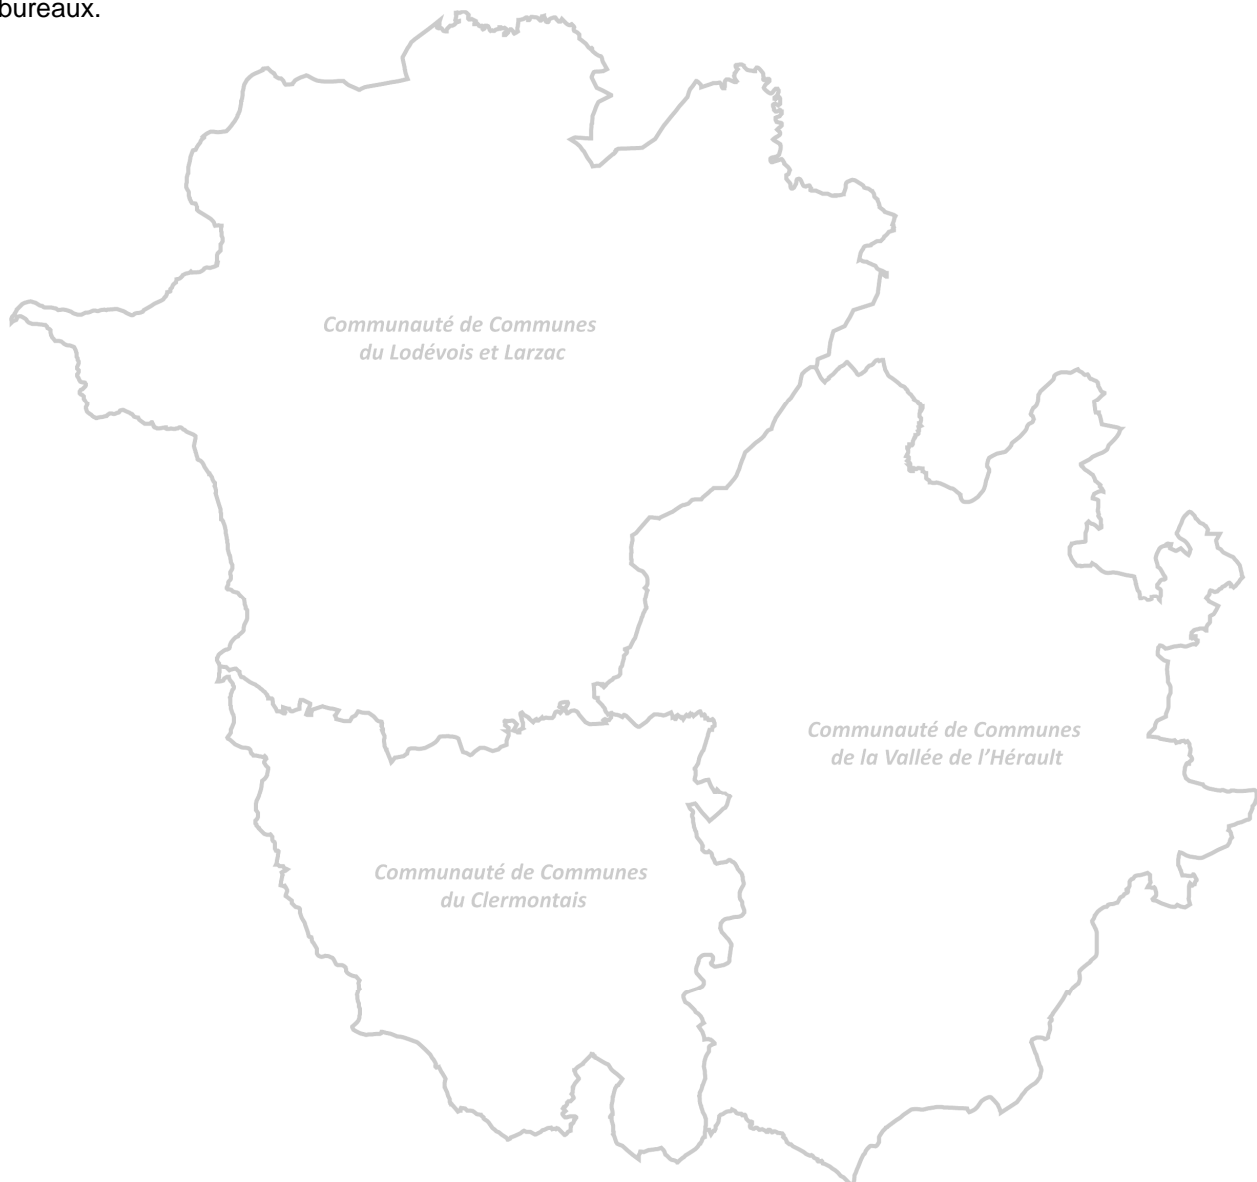 bureaux.
Communauté de Communes
du Lodévois et Larzac
Communauté de Communes
de la Vallée de l'Hérault
Communauté de Communes
du Clermontais